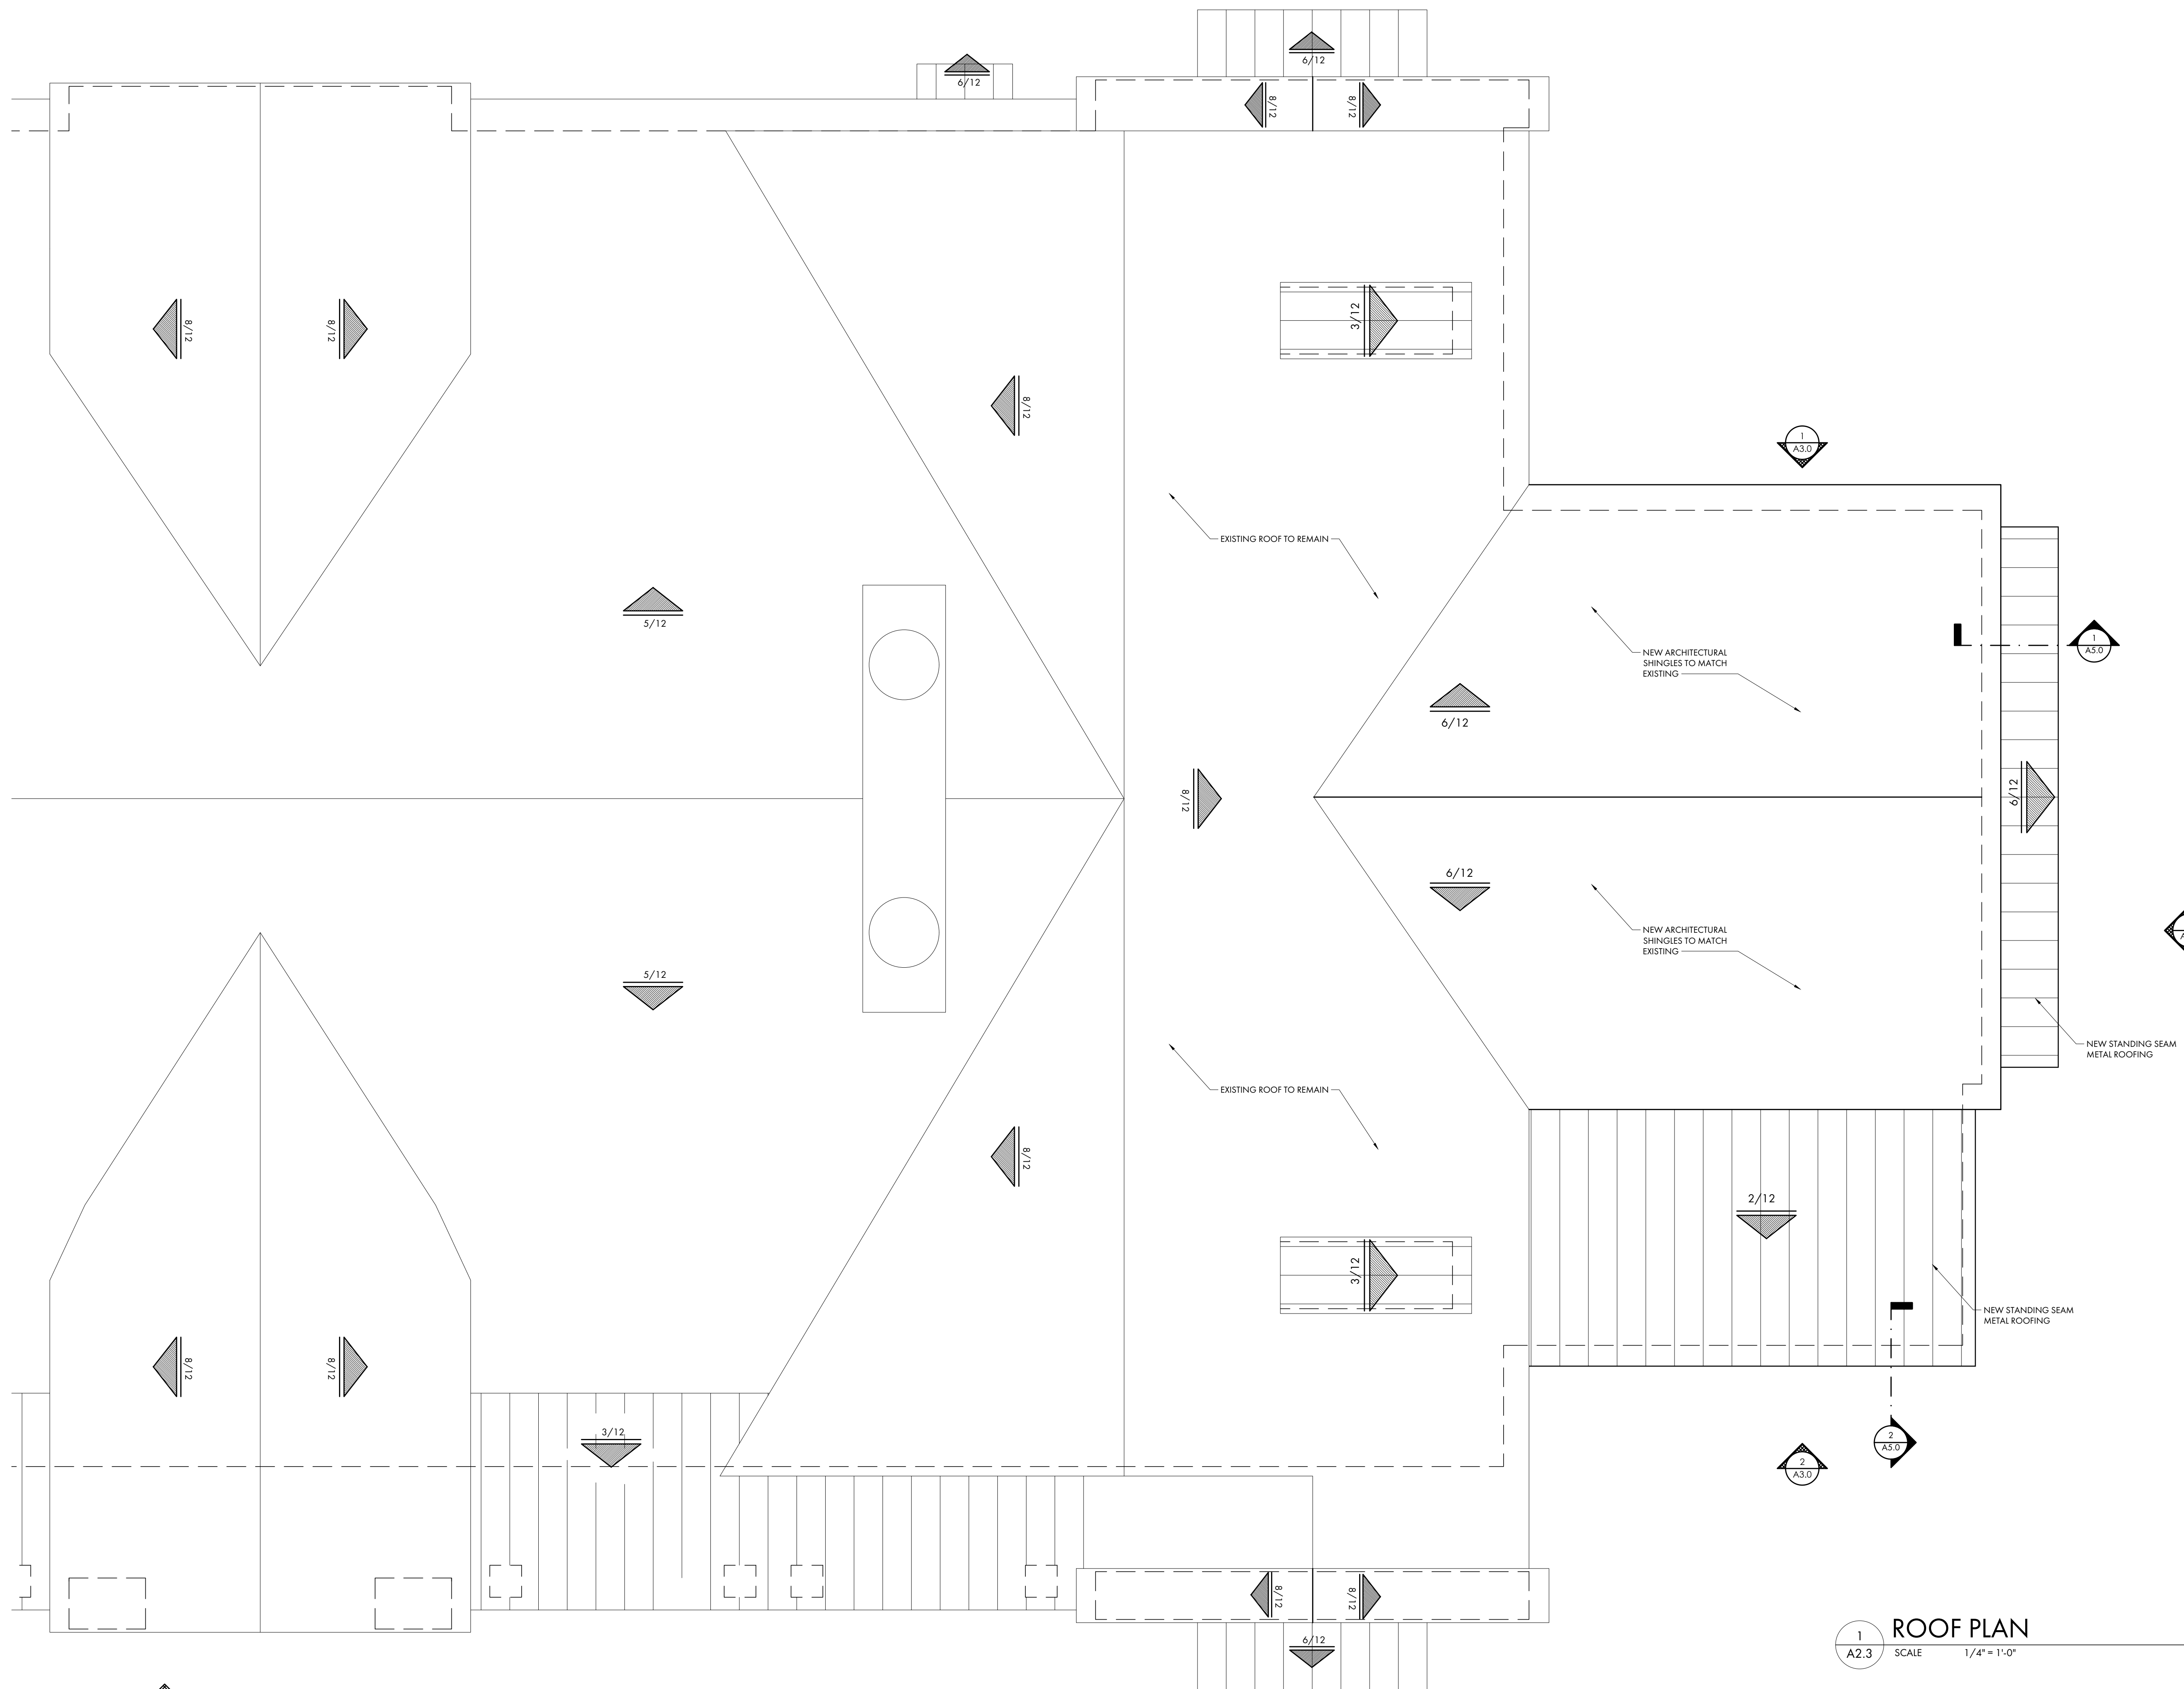 6/12
6/12
8/12
8/12
8/12
8/12
3/12
8/12
1
A3.0
EXISTING ROOF TO REMAIN
5/12
NEW ARCHITECTURAL
SHINGLES TO MATCH
EXISTING
1
A5.0
6/12
8/12
6/12
6/12
NEW ARCHITECTURAL
SHINGLES TO MATCH
EXISTING
5/12
NEW STANDING SEAM
METAL ROOFING
EXISTING ROOF TO REMAIN
8/12
2/12
3/12
NEW STANDING SEAM
METAL ROOFING
8/12
8/12
3/12
2
A5.0
2
A3.0
8/12
8/12
6/12
1
A2.3
ROOF PLAN
SCALE 1/4" = 1'-0"